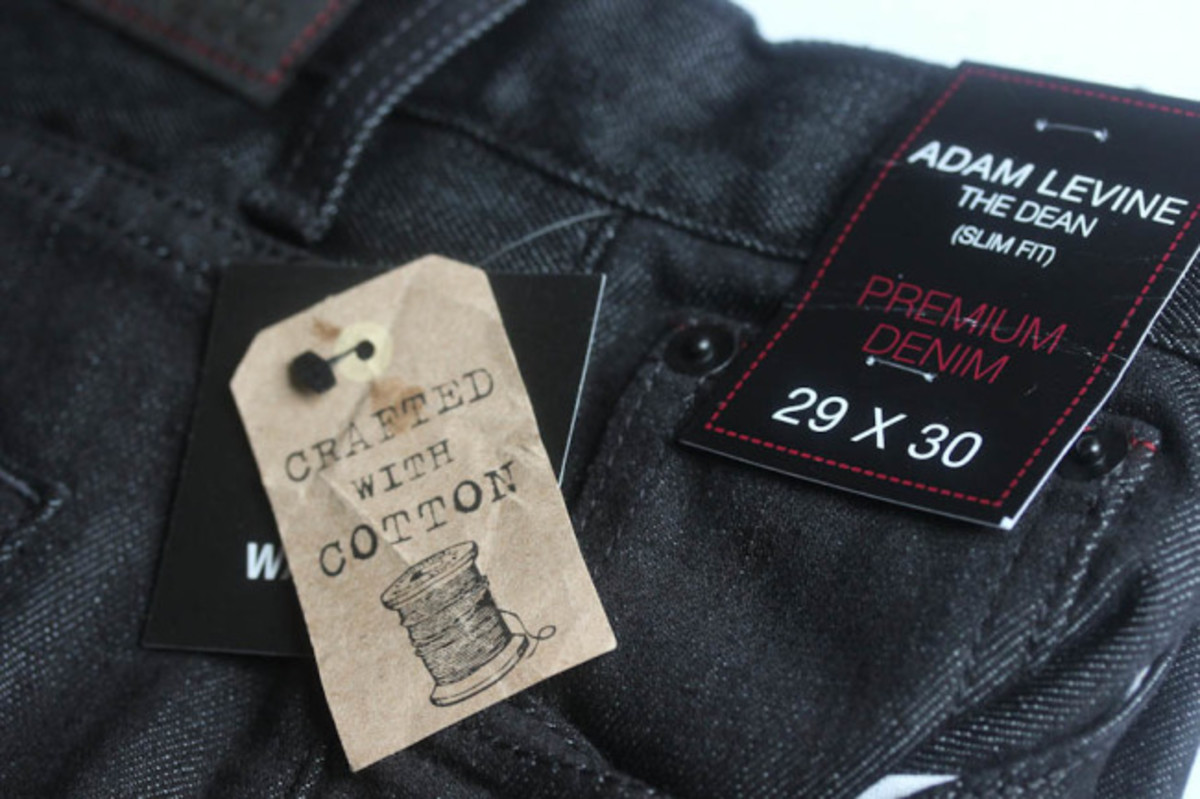 ADAM LEVINE
THE DEAN
(SLIM FIT)
PREMIUM
DENIM
29 X 30
CRAFTED
WITH
COTTON